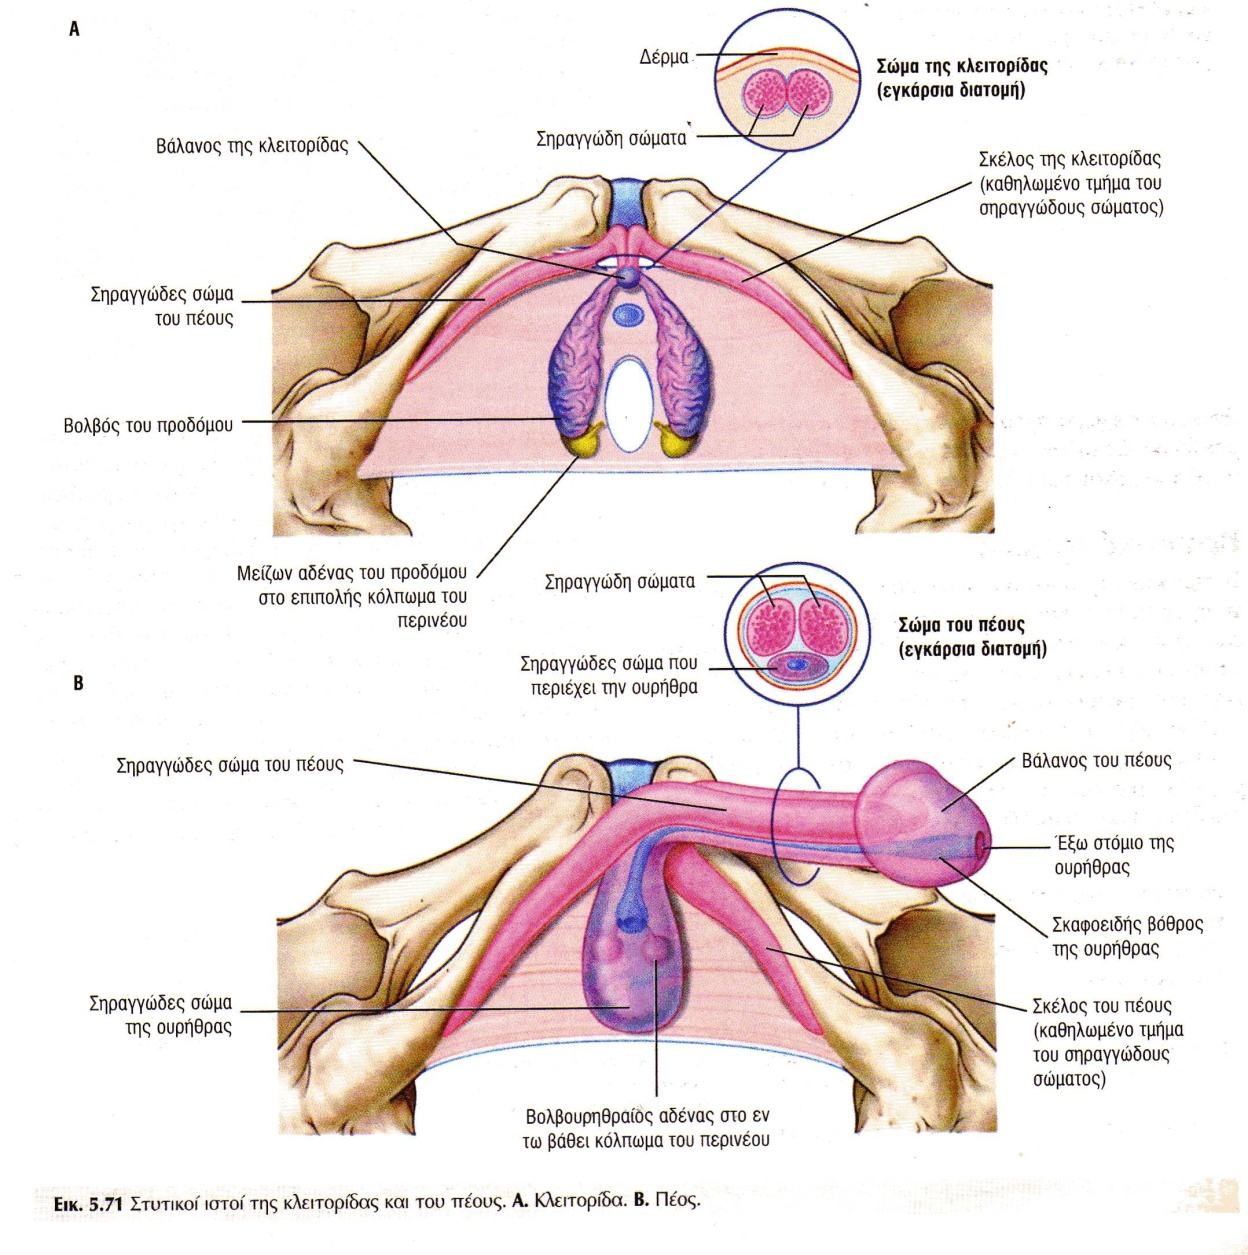 A
Δέρμα
Σώμα της κλειτορίδας
(εγκάρσια διατομή)
Σηραγγώδη σώματα
Βάλανος της κλειτορίδας
Σκέλος της κλειτορίδας
(καθηλωμένο τμήμα του
σηραγγώδους σώματος)
Σηραγγώδες σώμα
του πέους
Βολβός του προδόμου
Μείζων αδένας του προδόμου
στο επιπολής κόλπωμα του
περινέου
Σηραγγώδη σώματα
Σώμα του πέους
(εγκάρσια διατομή)
Σηραγγώδες σώμα που
περιέχει την ουρήθρα
B
Σηραγγώδες σώμα του πέους
Βάλανος του πέους
Έξω στόμιο της
ουρήθρας
Σκαφοειδής βόθρος
της ουρήθρας
Σηραγγώδες σώμα
της ουρήθρας
Σκέλος του πέους
(καθηλωμένο τμήμα
του σηραγγώδους
σώματος)
Βολβουρηθραίος αδένας στο εν
τω βάθει κόλπωμα του περινέου
Εικ. 5.71 Στυτικοί ιστοί της κλειτορίδας και του πέους. Α. Κλειτορίδα. Β. Πέος.